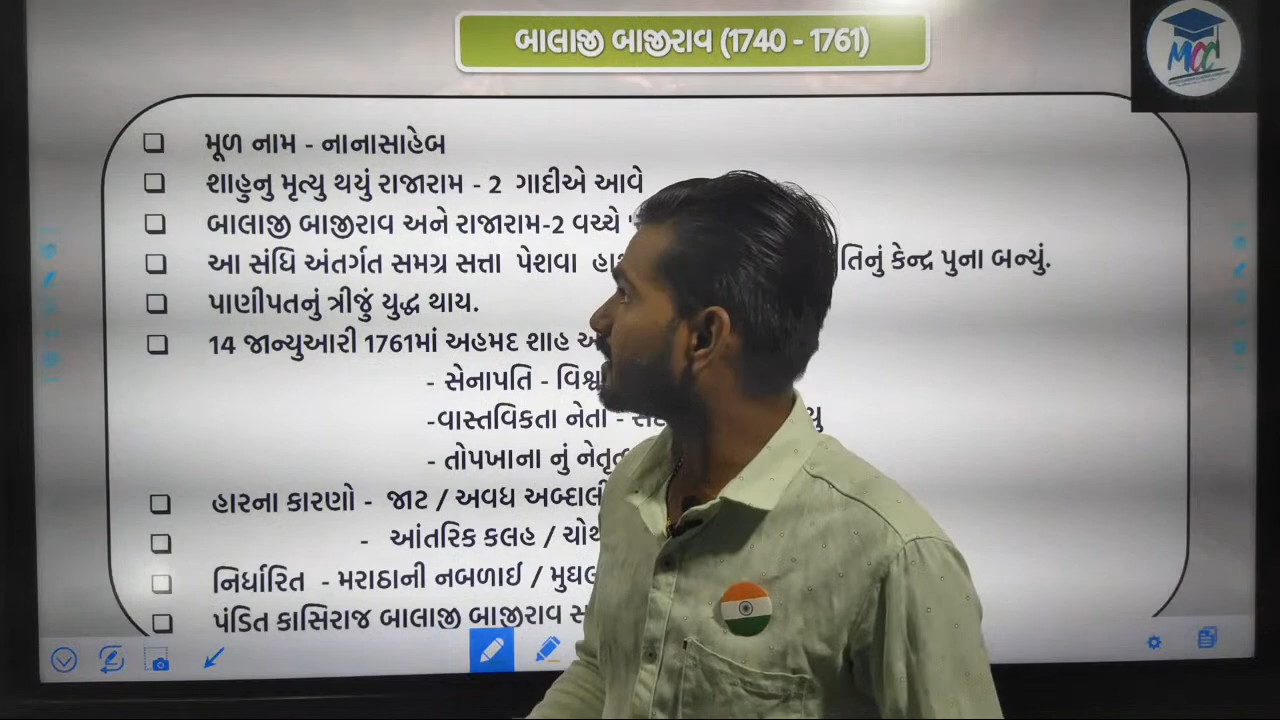 બાલાજી બાજીરાવ (1740 - 1761)
MCC
મૂળ નામ - નાનાસાહેબ
શાહુનુ મૃત્યુ થયું રાજારામ - 2 ગાદીએ આવે
બાલાજી બાજીરાવ અને રાજારામ-2 વચ્ચે
આ સંધિ અંતર્ગત સમગ્ર સત્તા પેશવા તિનું કેન્દ્ર પુના બન્યું.
પાણીપતનું ત્રીજું યુદ્ધ થાય.
14 જાન્યુઆરી 1761માં અહમદ શાહ
- સેનાપતિ -
-વાસ્તવિકતા નેતા -
- તોપખાના નું
હારના કારણો - જાટ / અવધ અબ્દાલી
- આંતરિક કલહ /
નિર્ધારિત - મરાઠાની નબળાઈ /
પંડિત કાસિરાજ બાલાજી બાજીરાવ